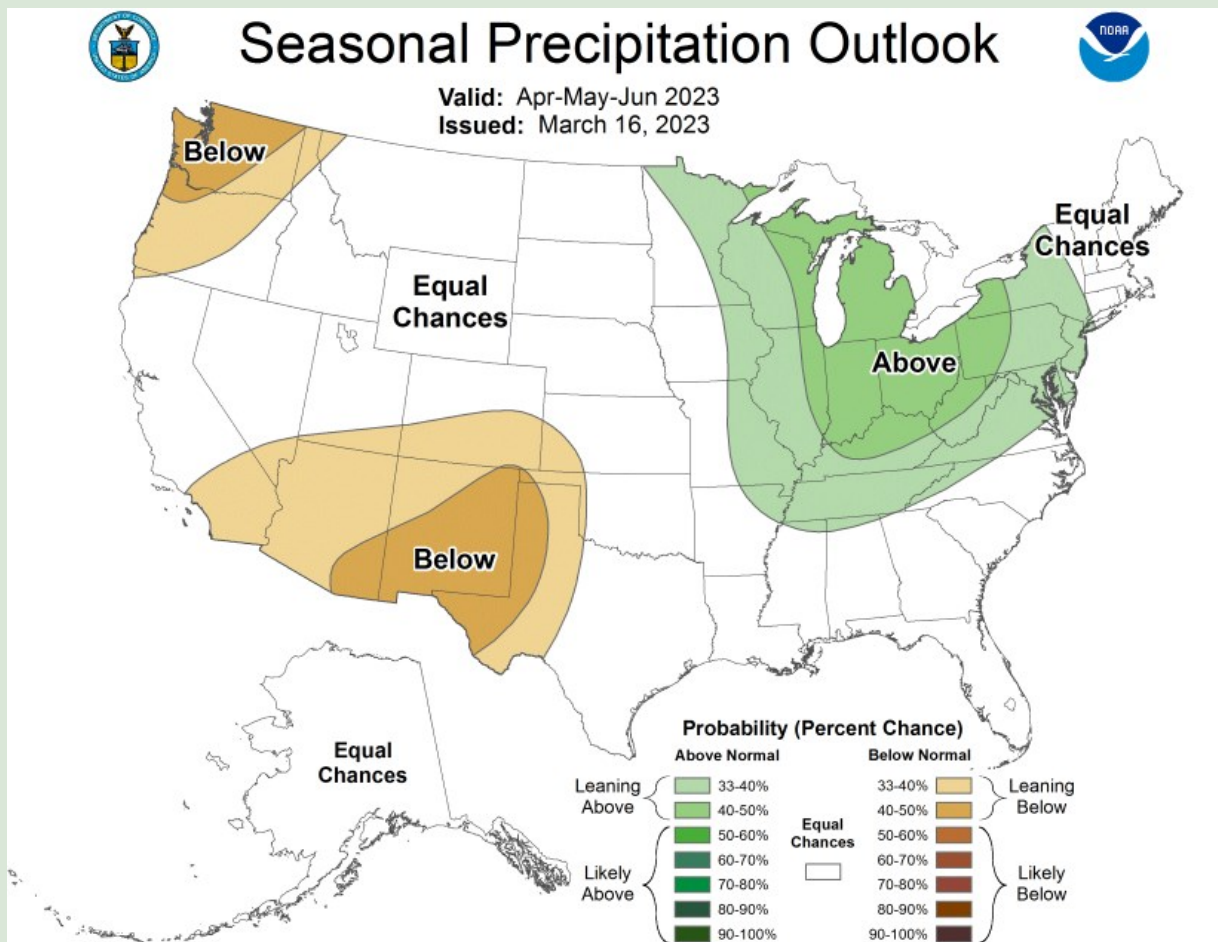 Seasonal Precipitation Outlook
NOAA
Valid: Apr-May-Jun 2023
Issued: March 16, 2023
Below
Equal
Chances
Equal
Chances
Above
Below
Equal
Chances
Probability (Percent Chance)
Above Normal
Below Normal
Leaning
Above
33-40%
40-50%
Likely
Above
50-60%
60-70%
70-80%
80-90%
90-100%
Equal
Chances
33-40%
40-50%
Leaning
Below
50-60%
60-70%
70-80%
80-90%
90-100%
Likely
Below